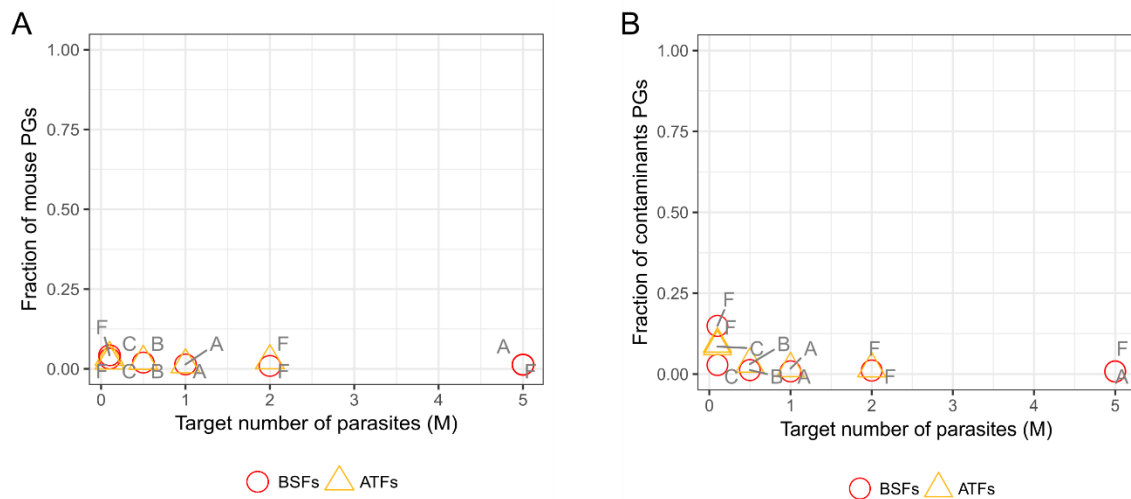 A
1.00
0.75
0.50
0.25
0.00
Fraction of mouse PGs
F C B A F A
F C B A F F
0 1 2 3 4 5
Target number of parasites (M)
BSFs ATFs
B
1.00
0.75
0.50
0.25
0.00
Fraction of contaminants PGs
F
F
C B A F F
C B A F A
0 1 2 3 4 5
Target number of parasites (M)
BSFs ATFs